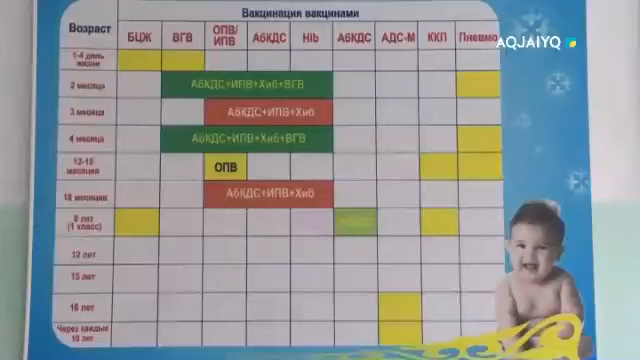 Вакцинация вакцинами
AQJAIYQ
Возраст
БЦЖ
ВГВ
ОПВ/
ИПВ
АбКДС
HIb
АбКДС
АДС-М
ККП
Пневмо
1-4 день
жизни
2 месяца
АбКДС+ИПВ+Хиб+ВГВ
3 месяца
АбКДС+ИПВ+Хиб
4 месяца
АбКДС+ИПВ+Хиб+ВГВ
12-15
месяцев
ОПВ
18 месяцев
АбКДС+ИПВ+Хиб
6 лет
(1 класс)
АбКДС
12 лет
15 лет
16 лет
Через каждые
10 лет